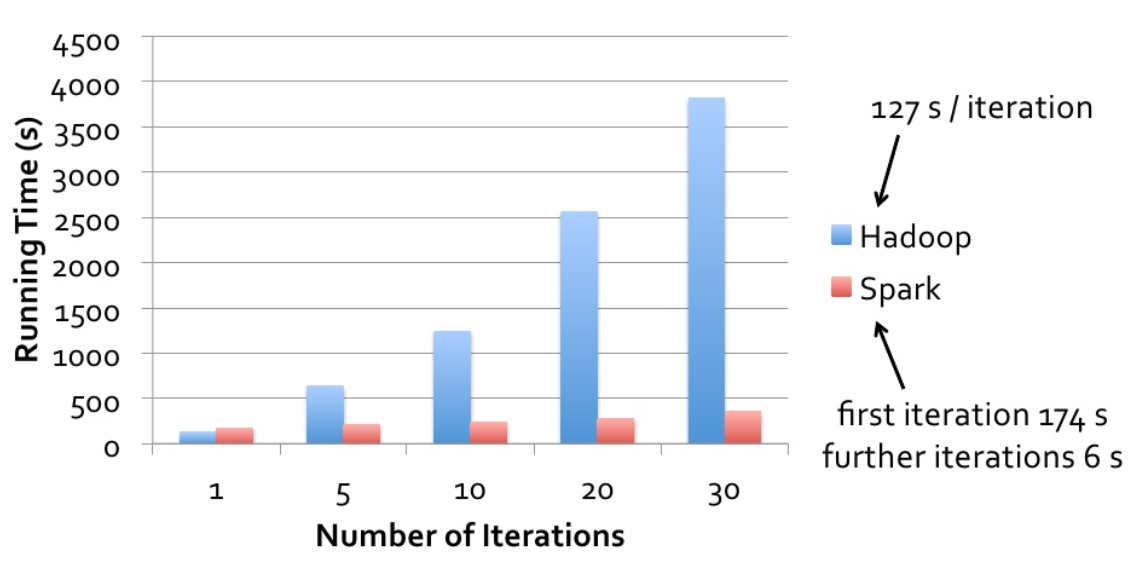 4500
4000
3500
3000
2500
2000
1500
1000
500
0
Running Time (s)
1 5 10 20 30
Number of Iterations
127 s / iteration
Hadoop
Spark
first iteration 174 s
further iterations 6 s